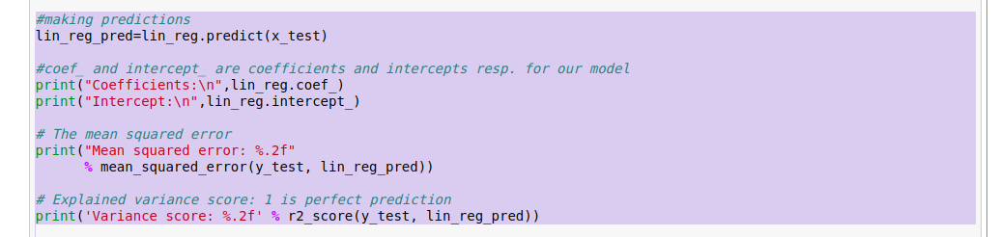 #making predictions
lin_reg_pred=lin_reg.predict(x_test)
#coef_ and intercept_ are coefficients and intercepts resp. for our model
print("Coefficients:\n",lin_reg.coef_)
print("Intercept:\n",lin_reg.intercept_)
# The mean squared error
print("Mean squared error: %.2f"
% mean_squared_error(y_test, lin_reg_pred))
# Explained variance score: 1 is perfect prediction
print('Variance score: %.2f' % r2_score(y_test, lin_reg_pred))